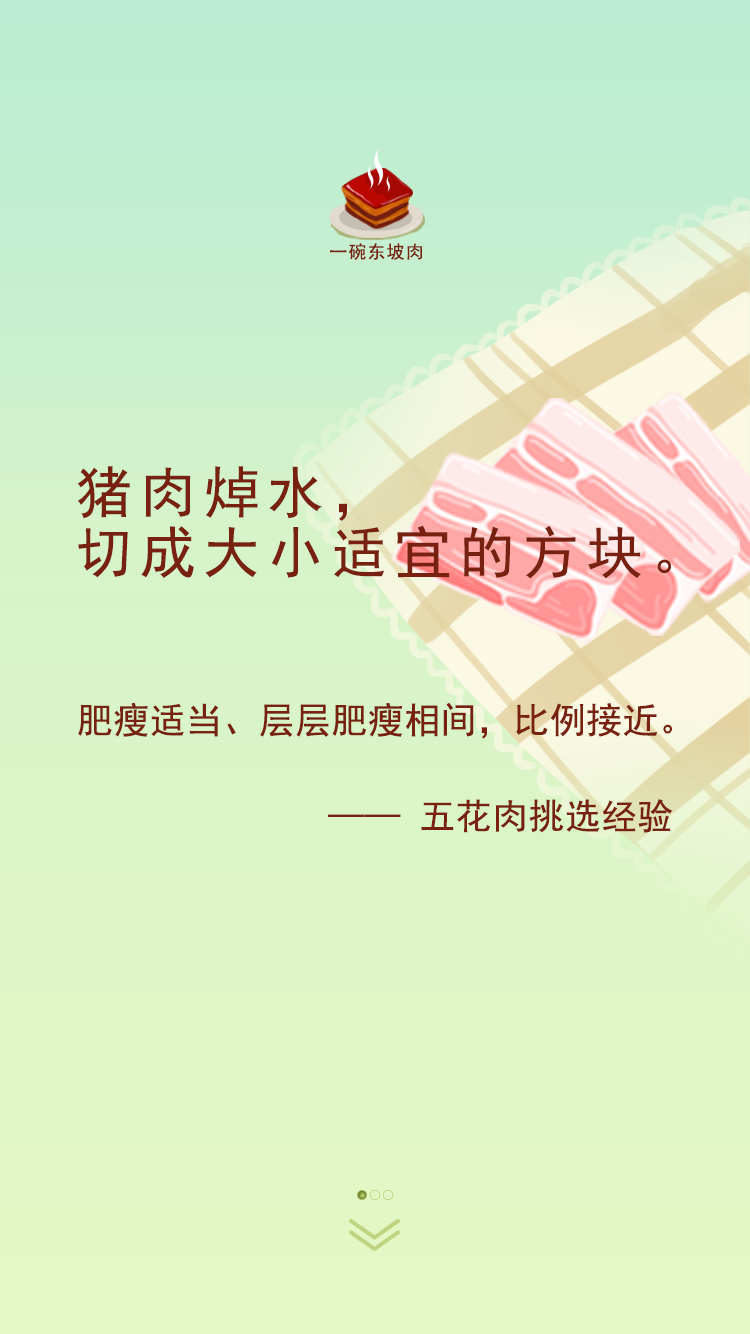 一碗东坡肉
猪肉焯水，
切成大小适宜的方块。
肥瘦适当、层层肥瘦相间，比例接近。
—— 五花肉挑选经验